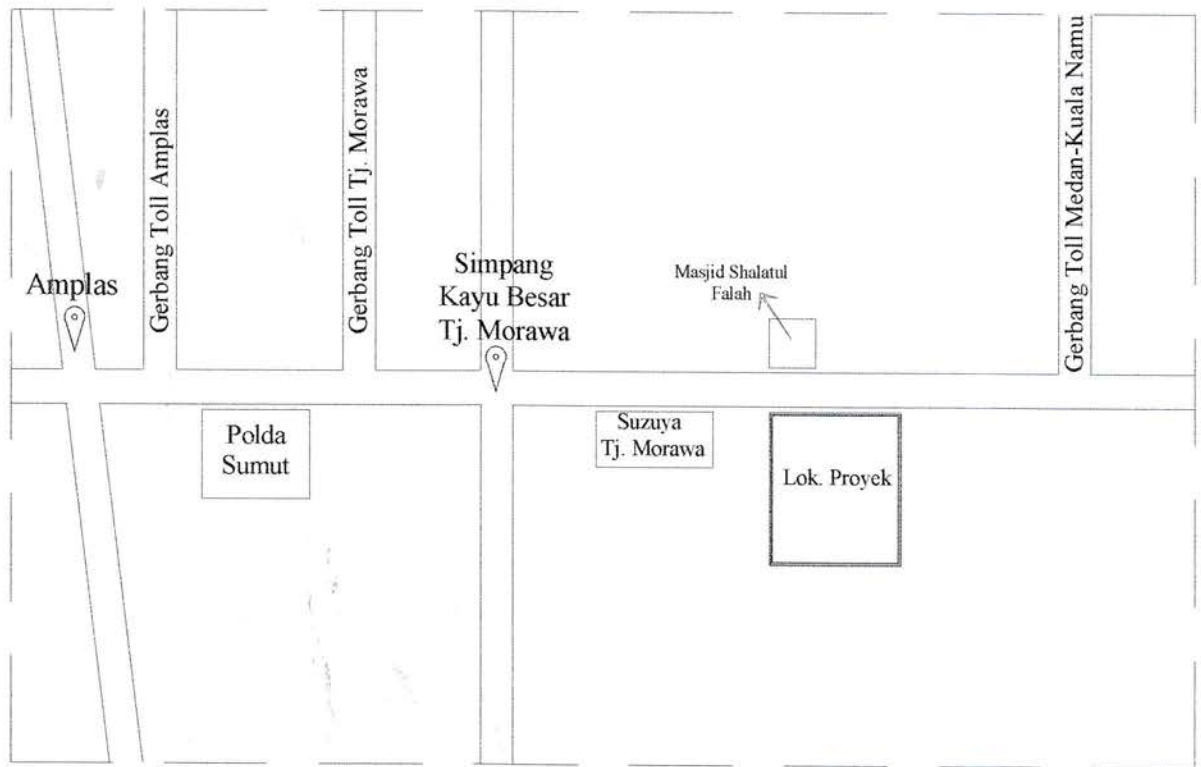 Amplas
Gerbang Toll Amplas
Gerbang Toll Tj. Morawa
Simpang
Kayu Besar
Tj. Morawa
Masjid Shalatul
Falah
Gerbang Toll Medan-Kuala Namu
Polda
Sumut
Suzuya
Tj. Morawa
Lok. Proyek